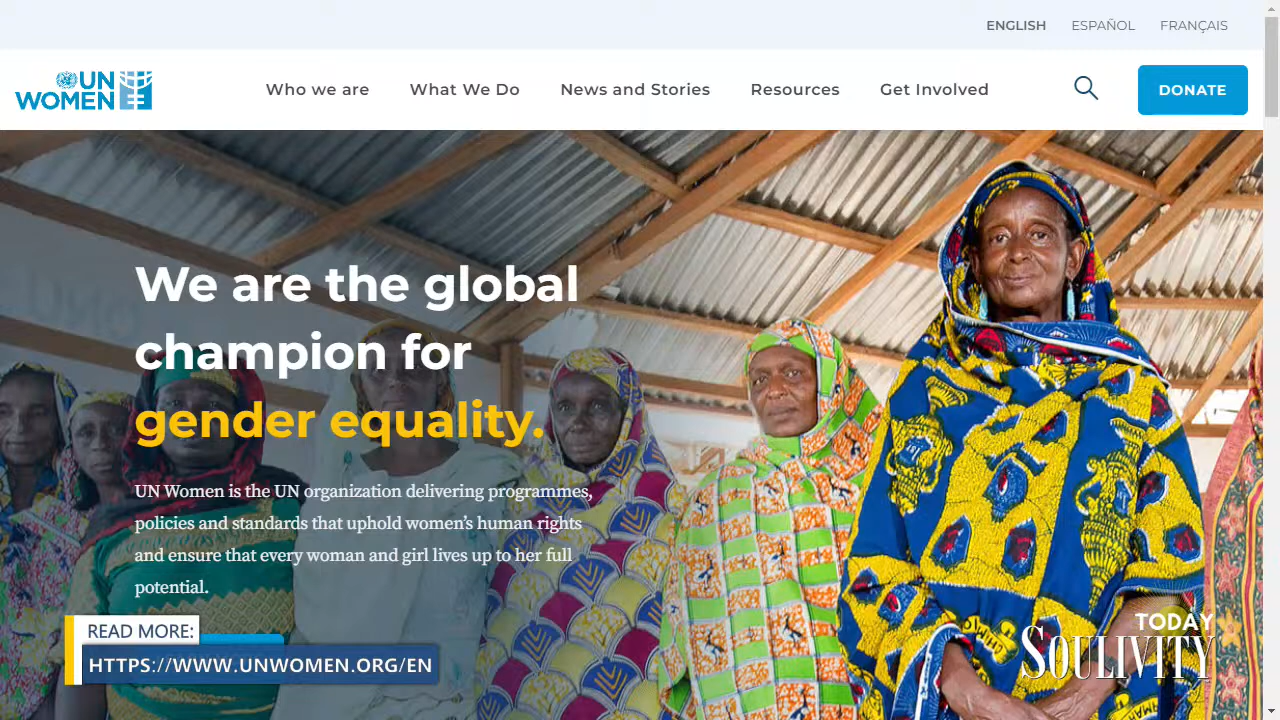 ENGLISH ESPAÑOL FRANÇAIS
UN
WOMEN
Who we are What We Do News and Stories Resources Get Involved
DONATE
We are the global
champion for
gender equality.
UN Women is the UN organization delivering programmes,
policies and standards that uphold women’s human rights
and ensure that every woman and girl lives up to her full
potential.
READ MORE:
HTTPS://WWW.UNWOMEN.ORG/EN
TODAY
SOULIVITY